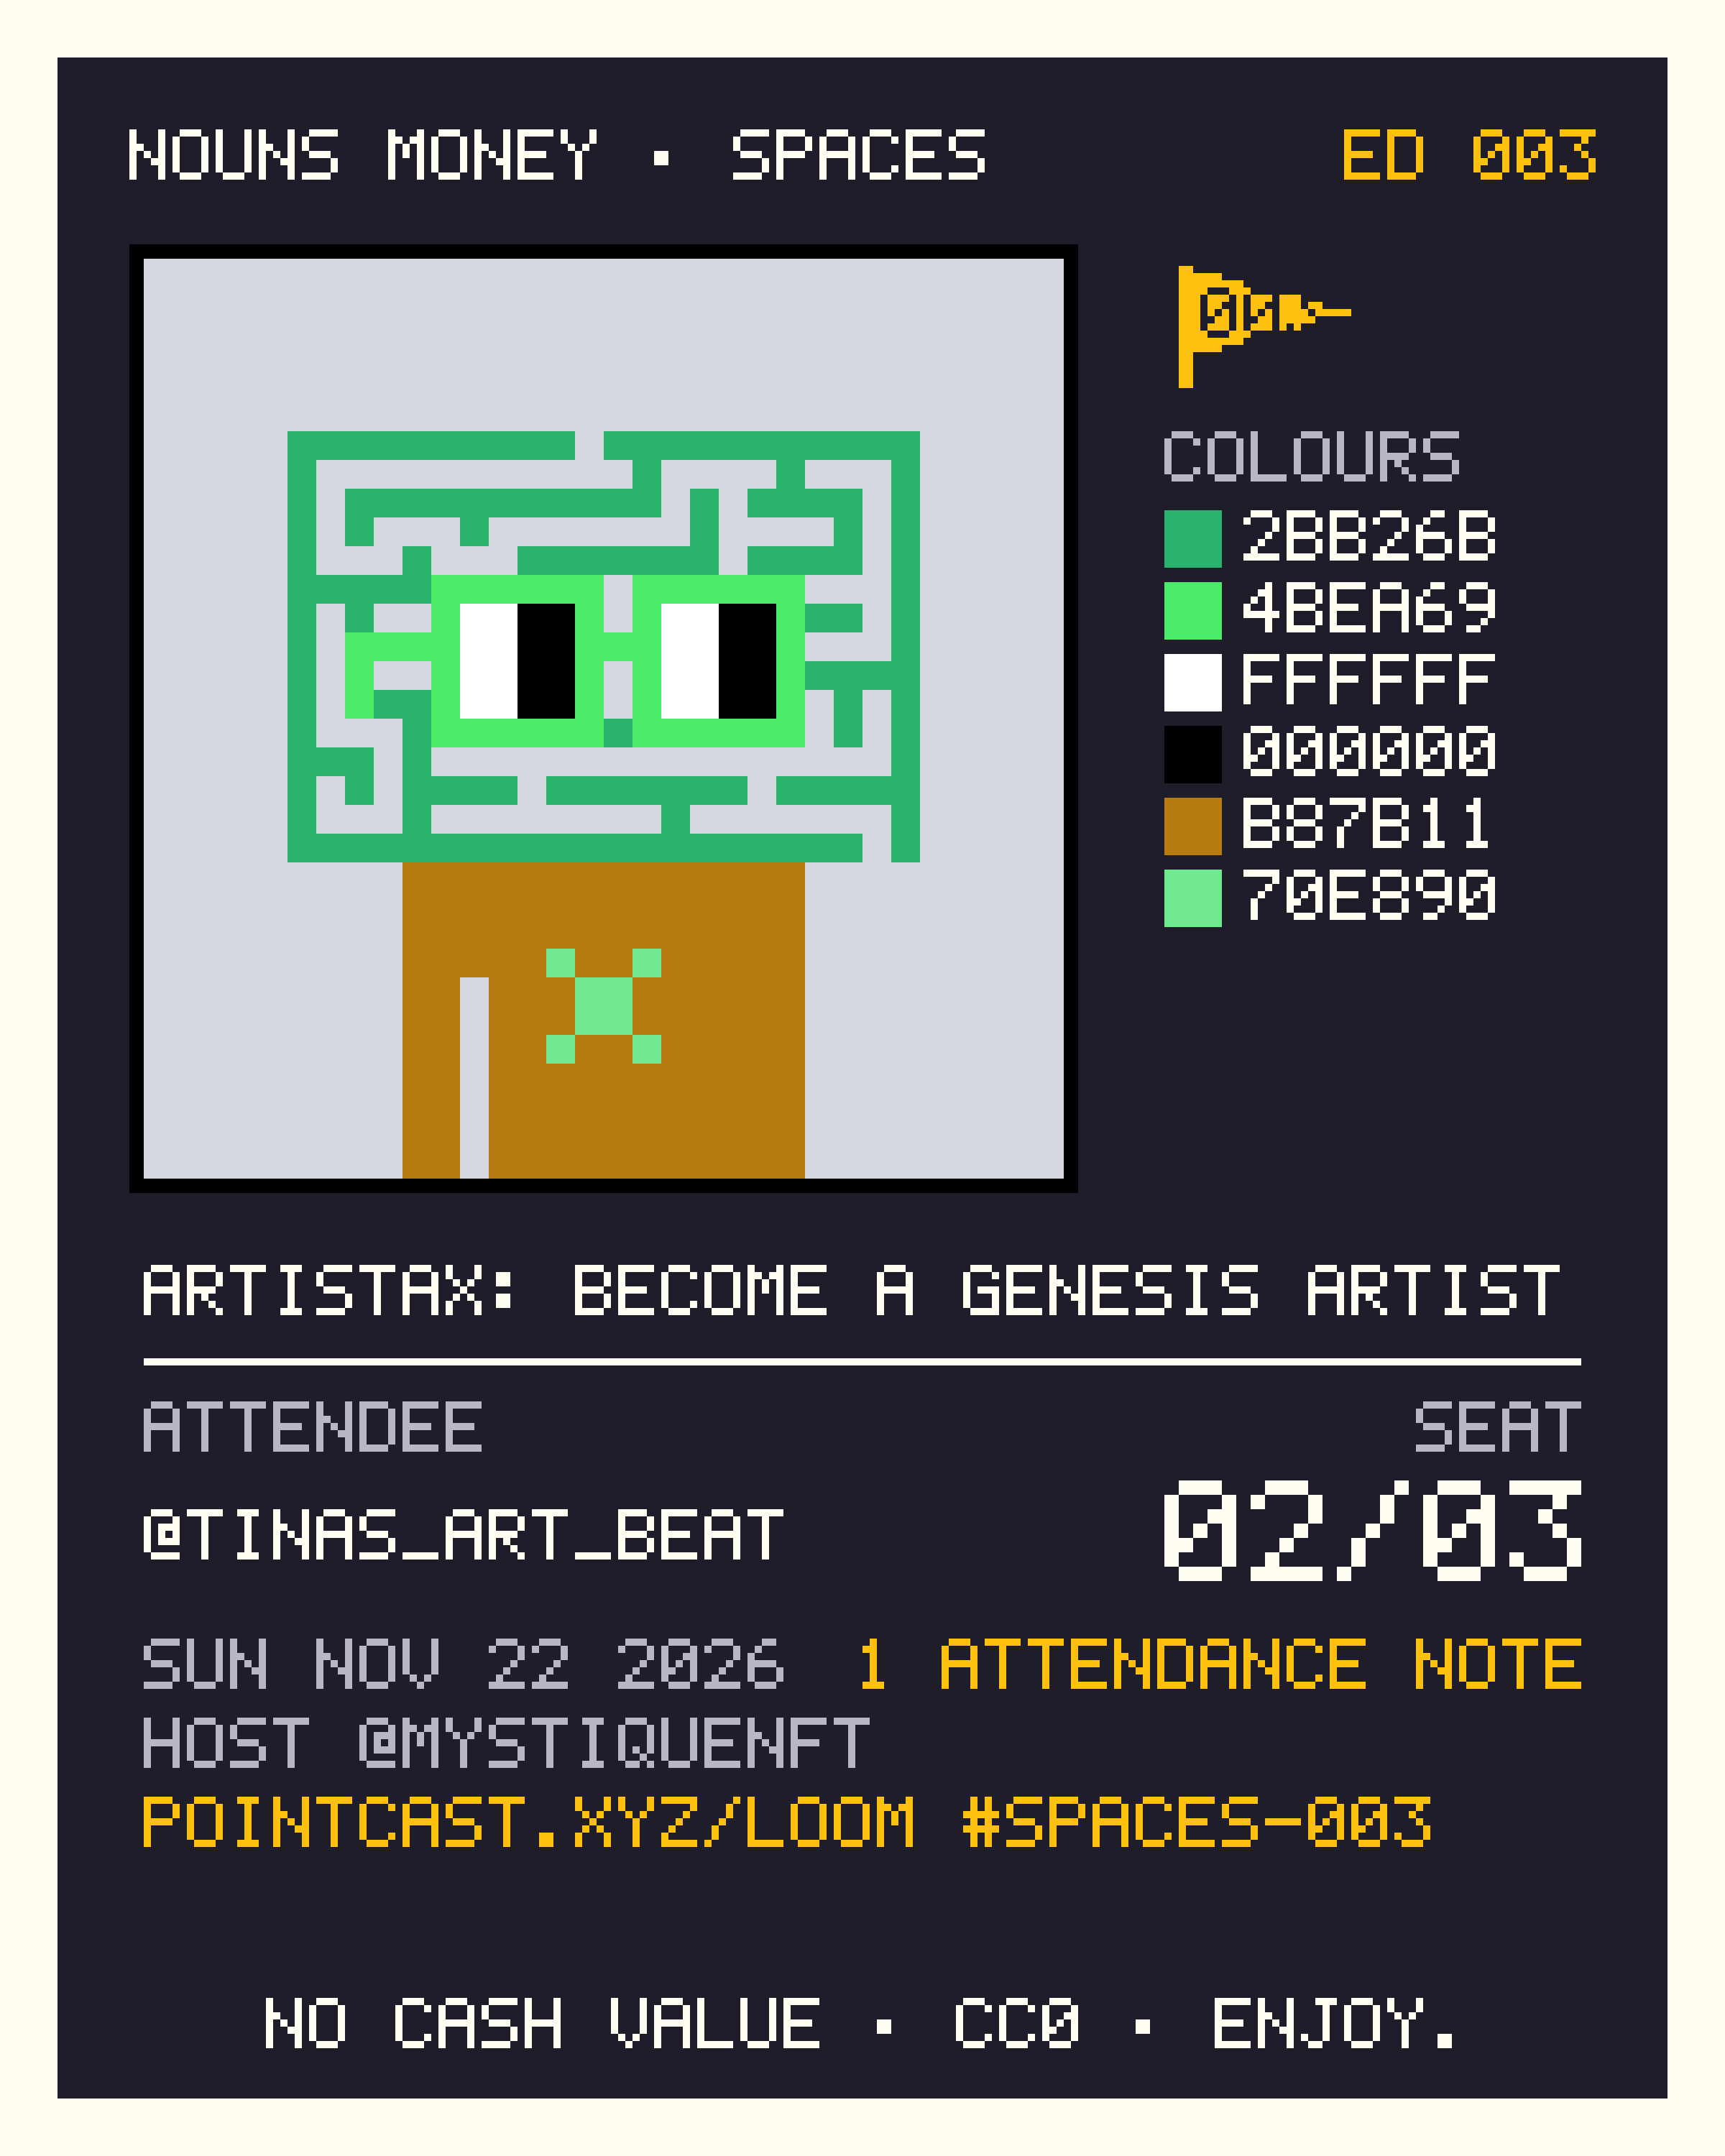 NOUNS MONEY · SPACES
ED 003
COLOURS
2BB26B
4BEA69
FFFFFF
000000
B87B11
70E890
ARTISTAX: BECOME A GENESIS ARTIST
ATTENDEE
SEAT
@TINAS_ART_BEAT
02/03
SUN NOV 22 2026
1 ATTENDANCE NOTE
HOST @MYSTIQUENFT
POINTCAST.XYZ/LOOM #SPACES-003
NO CASH VALUE · CC0 · ENJOY.